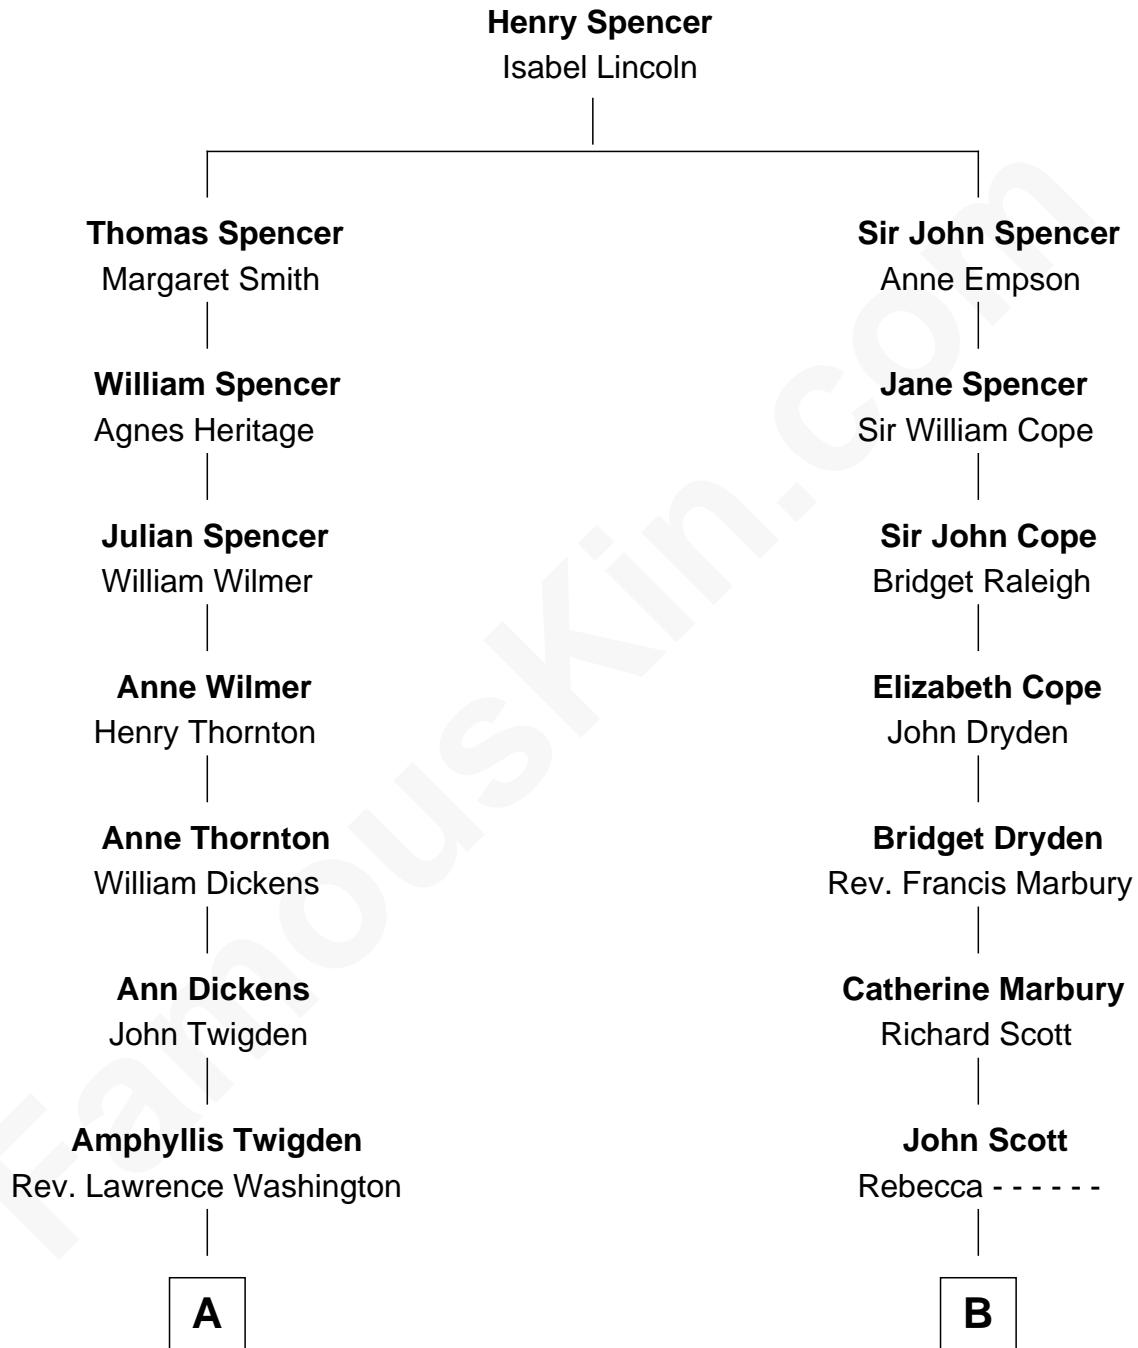 Henry Spencer
Isabel Lincoln
Thomas Spencer
Margaret Smith
William Spencer
Agnes Heritage
Julian Spencer
William Wilmer
Anne Wilmer
Henry Thornton
Anne Thornton
William Dickens
Ann Dickens
John Twigden
Amphyllis Twigden
Rev. Lawrence Washington
A
Sir John Spencer
Anne Empson
Jane Spencer
Sir William Cope
Sir John Cope
Bridget Raleigh
Elizabeth Cope
John Dryden
Bridget Dryden
Rev. Francis Marbury
Catherine Marbury
Richard Scott
John Scott
Rebecca - - - - - -
B
FamousKin.com